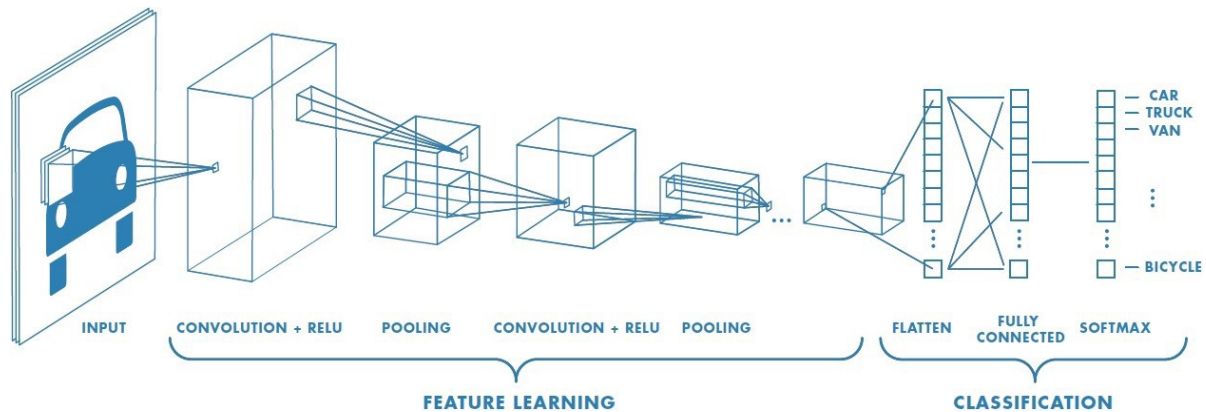 CAR
TRUCK
VAN
BICYCLE
INPUT
CONVOLUTION + RELU
POOLING
CONVOLUTION + RELU
POOLING
FLATTEN
FULLY
CONNECTED
SOFTMAX
FEATURE LEARNING
CLASSIFICATION